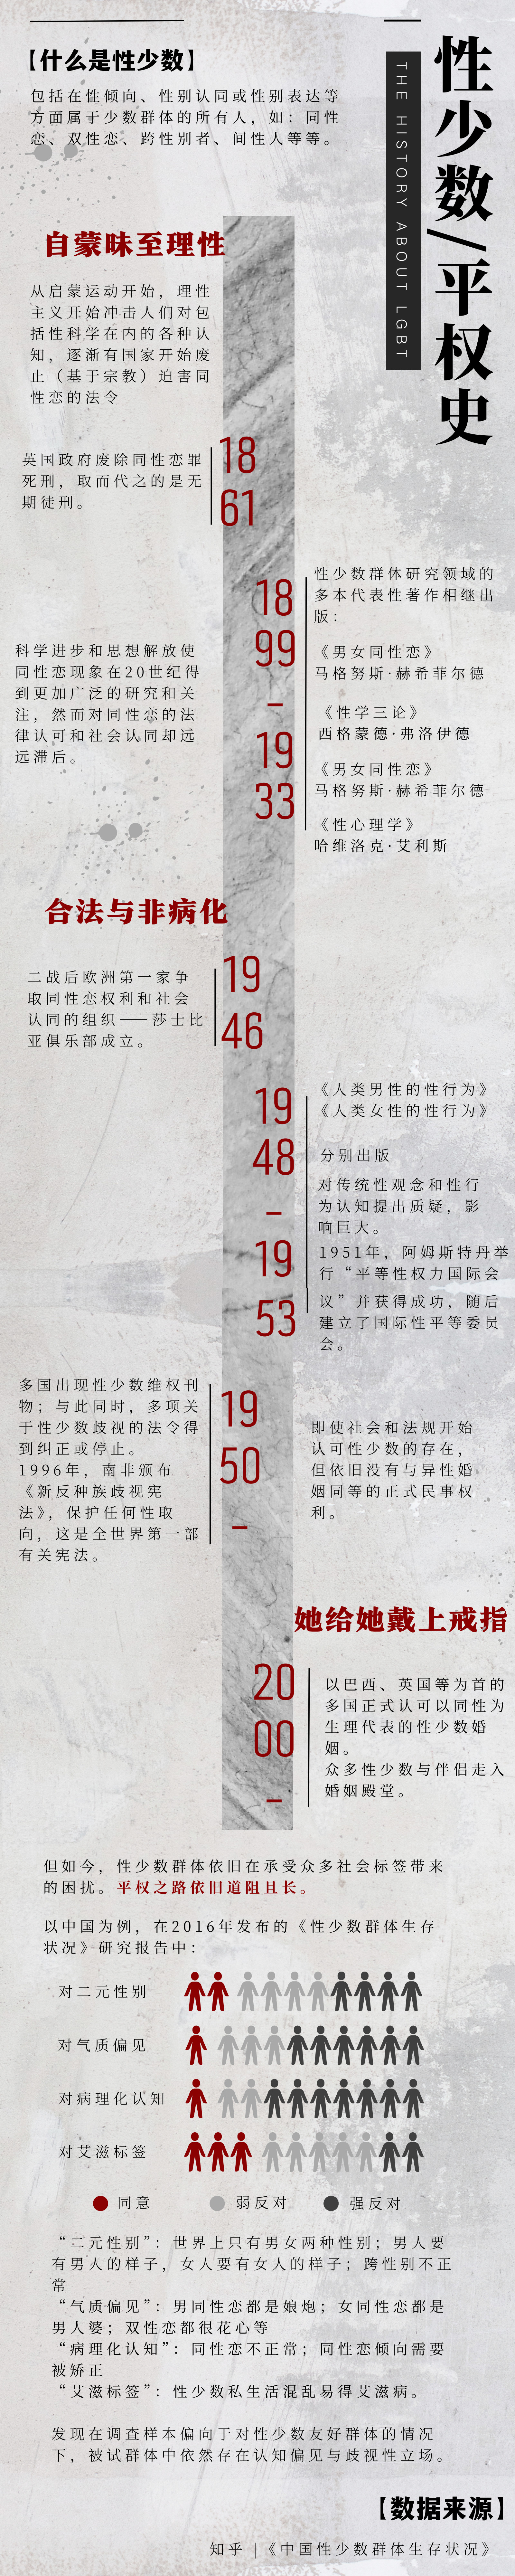 性少数/平权史
THE HISTORY ABOUT LGBT
【什么是性少数】
包括在性倾向、性别认同或性别表达等
方面属于少数群体的所有人，如：同性
恋、双性恋、跨性别者、间性人等等。
自蒙昧至理性
从启蒙运动开始，理性
主义开始冲击人们对包
括性科学在内的各种认
知，逐渐有国家开始废
止（基于宗教）迫害同
性恋的法令
18
61
英国政府废除同性恋罪
死刑，取而代之的是无
期徒刑。
18
99
–
19
33
性少数群体研究领域的
多本代表性著作相继出
版：
《男女同性恋》
马格努斯·赫希菲尔德
《性学三论》
西格蒙德·弗洛伊德
《男女同性恋》
马格努斯·赫希菲尔德
《性心理学》
哈维洛克·艾利斯
科学进步和思想解放使
同性恋现象在20世纪得
到更加广泛的研究和关
注，然而对同性恋的法
律认可和社会认同却远
远滞后。
合法与非病化
19
46
二战后欧洲第一家争
取同性恋权利和社会
认同的组织——莎士比
亚俱乐部成立。
19
48
–
19
53
《人类男性的性行为》
《人类女性的性行为》
分别出版
对传统性观念和性行
为认知提出质疑，影
响巨大。
1951年，阿姆斯特丹举
行“平等性权力国际会
议”并获得成功，随后
建立了国际性平等委员
会。
19
50
–
多国出现性少数维权刊
物；与此同时，多项关
于性少数歧视的法令得
到纠正或停止。
1996年，南非颁布
《新反种族歧视宪
法》，保护任何性取
向，这是全世界第一部
有关宪法。
即使社会和法规开始
认可性少数的存在，
但依旧没有与异性婚
姻同等的正式民事权
利。
她给她戴上戒指
20
00
–
以巴西、英国等为首的
多国正式认可以同性为
生理代表的性少数婚
姻。
众多性少数与伴侣走入
婚姻殿堂。
但如今，性少数群体依旧在承受众多社会标签带来
的困扰。平权之路依旧道阻且长。
以中国为例，在2016年发布的《性少数群体生存
状况》研究报告中：
对二元性别
对气质偏见
对病理化认知
对艾滋标签
同意 弱反对 强反对
“二元性别”：世界上只有男女两种性别；男人要
有男人的样子，女人要有女人的样子；跨性别不正
常
“气质偏见”：男同性恋都是娘炮；女同性恋都是
男人婆；双性恋都很花心等
“病理化认知”：同性恋不正常；同性恋倾向需要
被矫正
“艾滋标签”：性少数私生活混乱易得艾滋病。
发现在调查样本偏向于对性少数友好群体的情况
下，被试群体中依然存在认知偏见与歧视性立场。
【数据来源】
知乎 |《中国性少数群体生存状况》